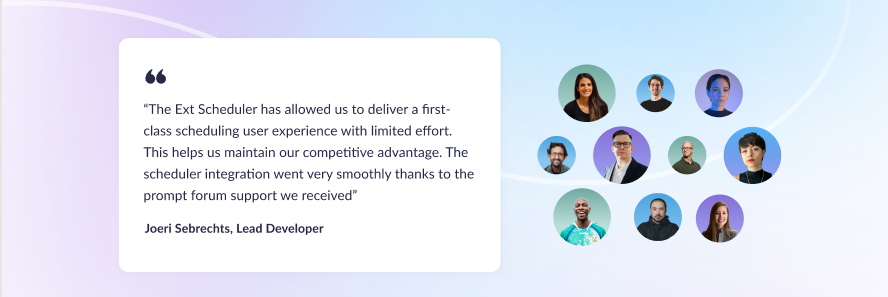 “The Ext Scheduler has allowed us to deliver a first-
class scheduling user experience with limited effort.
This helps us maintain our competitive advantage. The
scheduler integration went very smoothly thanks to the
prompt forum support we received”
Joeri Sebrechts, Lead Developer